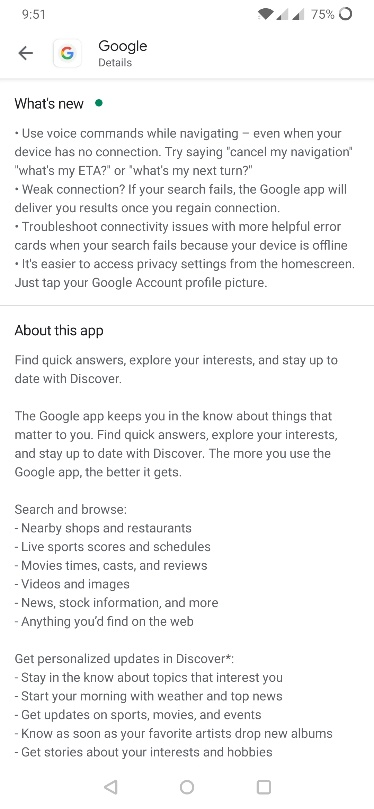 9:51
75%
Google
Details
What's new
• Use voice commands while navigating – even when your
device has no connection. Try saying "cancel my navigation"
"what's my ETA?" or "what's my next turn?"
• Weak connection? If your search fails, the Google app will
deliver you results once you regain connection.
• Troubleshoot connectivity issues with more helpful error
cards when your search fails because your device is offline
• It's easier to access privacy settings from the homescreen.
Just tap your Google Account profile picture.
About this app
Find quick answers, explore your interests, and stay up to
date with Discover.
The Google app keeps you in the know about things that
matter to you. Find quick answers, explore your interests,
and stay up to date with Discover. The more you use the
Google app, the better it gets.
Search and browse:
- Nearby shops and restaurants
- Live sports scores and schedules
- Movies times, casts, and reviews
- Videos and images
- News, stock information, and more
- Anything you’d find on the web
Get personalized updates in Discover*:
- Stay in the know about topics that interest you
- Start your morning with weather and top news
- Get updates on sports, movies, and events
- Know as soon as your favorite artists drop new albums
- Get stories about your interests and hobbies